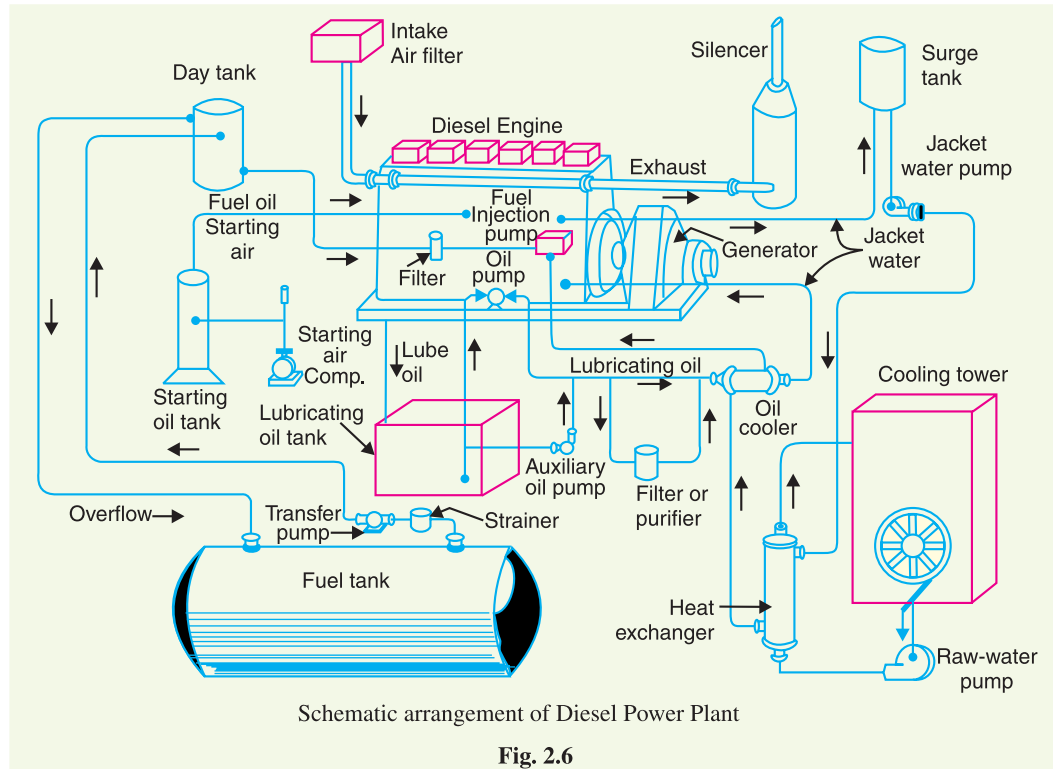 Intake
Air filter
Silencer
Surge
tank
Day tank
Diesel Engine
Jacket
water pump
Exhaust
Fuel oil
Starting
air
Fuel
Injection
pump
Generator
Jacket
water
Filter
Oil
pump
Starting
air
Comp.
Lube
oil
Lubricating oil
Cooling tower
Starting
oil tank
Lubricating
oil tank
Oil
cooler
Auxiliary
oil pump
Filter or
purifier
Overflow
Transfer
pump
Strainer
Fuel tank
Heat
exchanger
Raw-water
pump
Schematic arrangement of Diesel Power Plant
Fig. 2.6